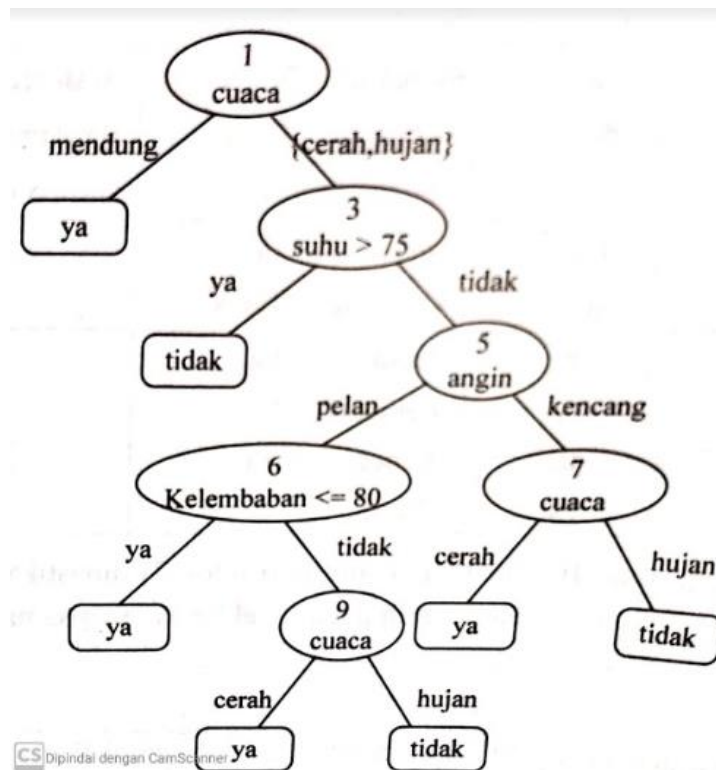 1
cuaca
mendung
{cerah,hujan}
ya
3
suhu > 75
ya
tidak
tidak
5
angin
pelan
kencang
6
Kelembaban <= 80
7
cuaca
ya
tidak
cerah
hujan
ya
9
cuaca
ya
tidak
cerah
hujan
ya
tidak
CS Dipindai dengan CamScanner